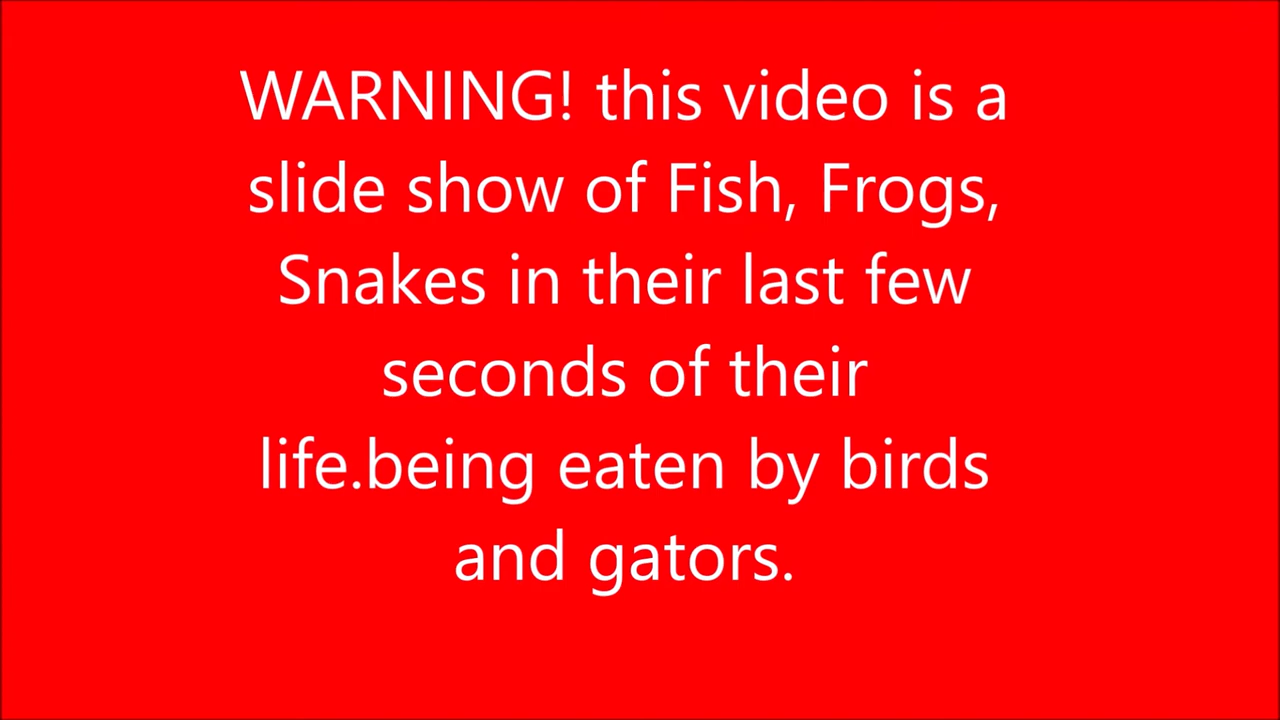 WARNING! this video is a
slide show of Fish, Frogs,
Snakes in their last few
seconds of their
life.being eaten by birds
and gators.